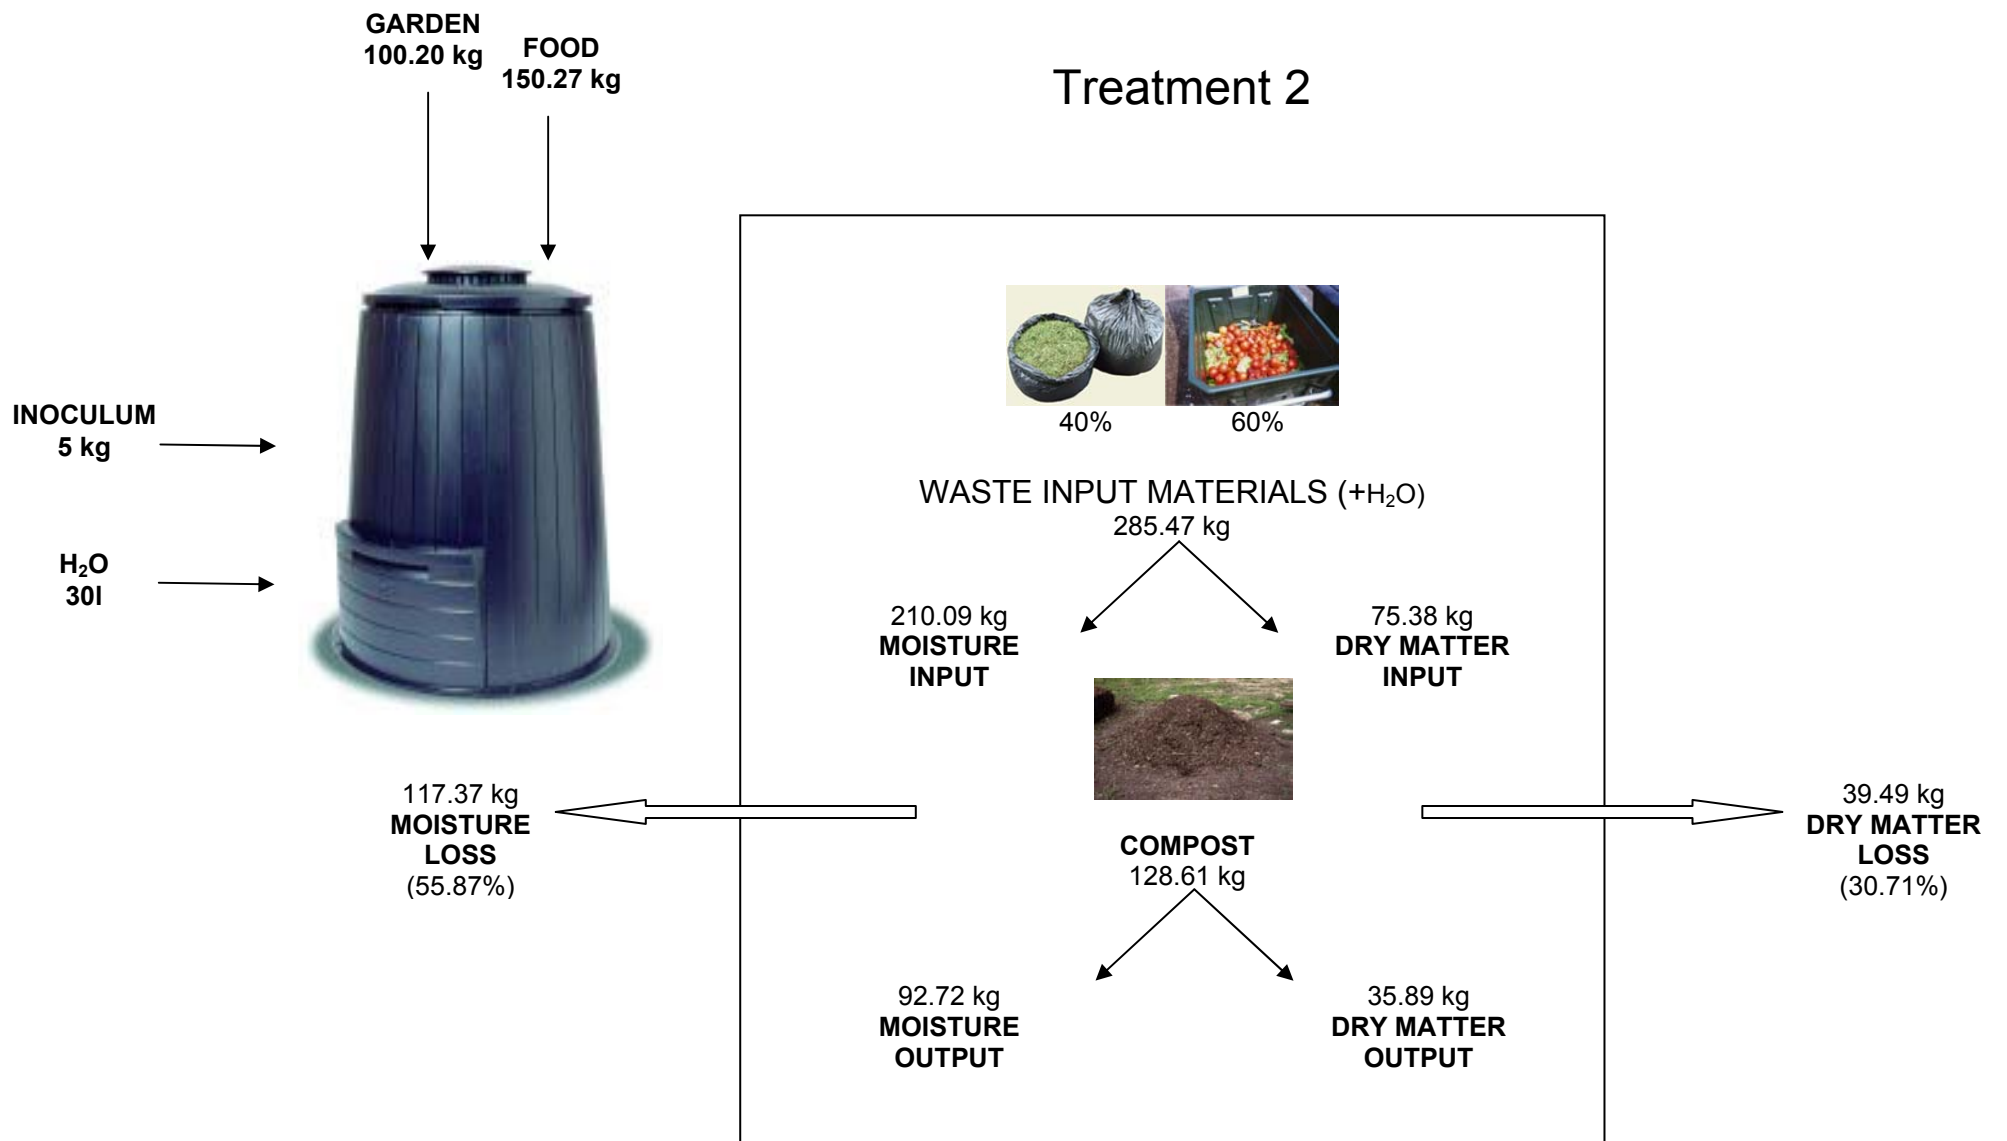 GARDEN
100.20 kg
FOOD
150.27 kg
Treatment 2
INOCULUM
5 kg
H₂O
30l
40%
60%
WASTE INPUT MATERIALS (+H₂O)
285.47 kg
210.09 kg
MOISTURE
INPUT
75.38 kg
DRY MATTER
INPUT
117.37 kg
MOISTURE
LOSS
(55.87%)
39.49 kg
DRY MATTER
LOSS
(30.71%)
COMPOST
128.61 kg
92.72 kg
MOISTURE
OUTPUT
35.89 kg
DRY MATTER
OUTPUT